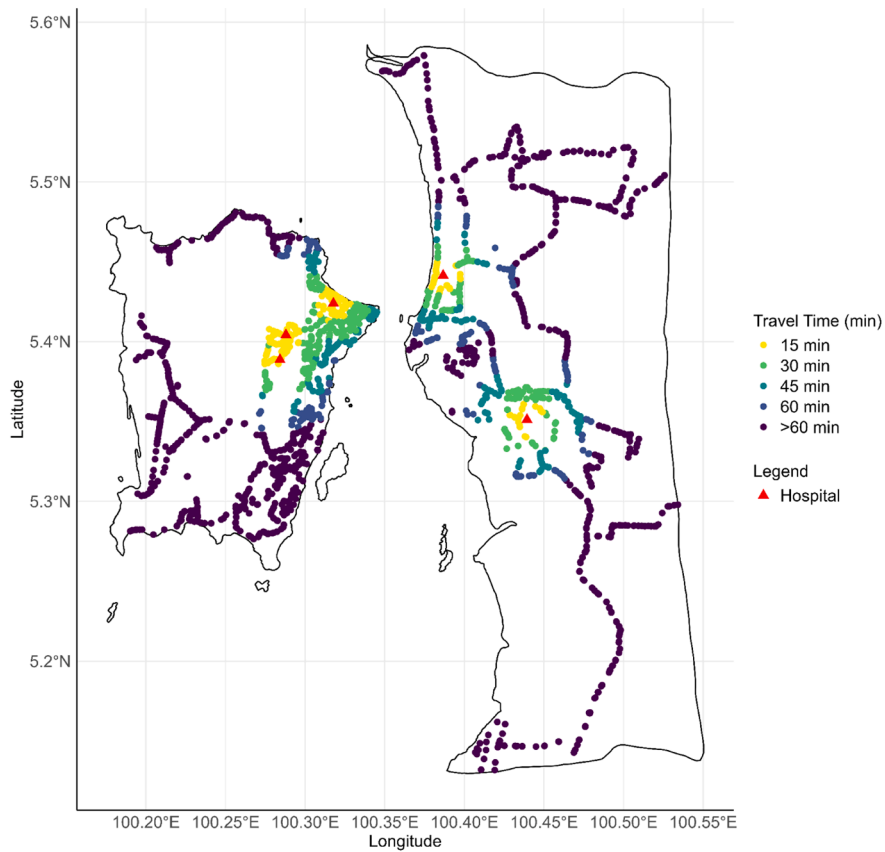 5.6°N
5.5°N
5.4°N
5.3°N
5.2°N
Latitude
100.20°E 100.25°E 100.30°E 100.35°E 100.40°E 100.45°E 100.50°E 100.55°E
Longitude
Travel Time (min)
15 min
30 min
45 min
60 min
>60 min
Legend
Hospital